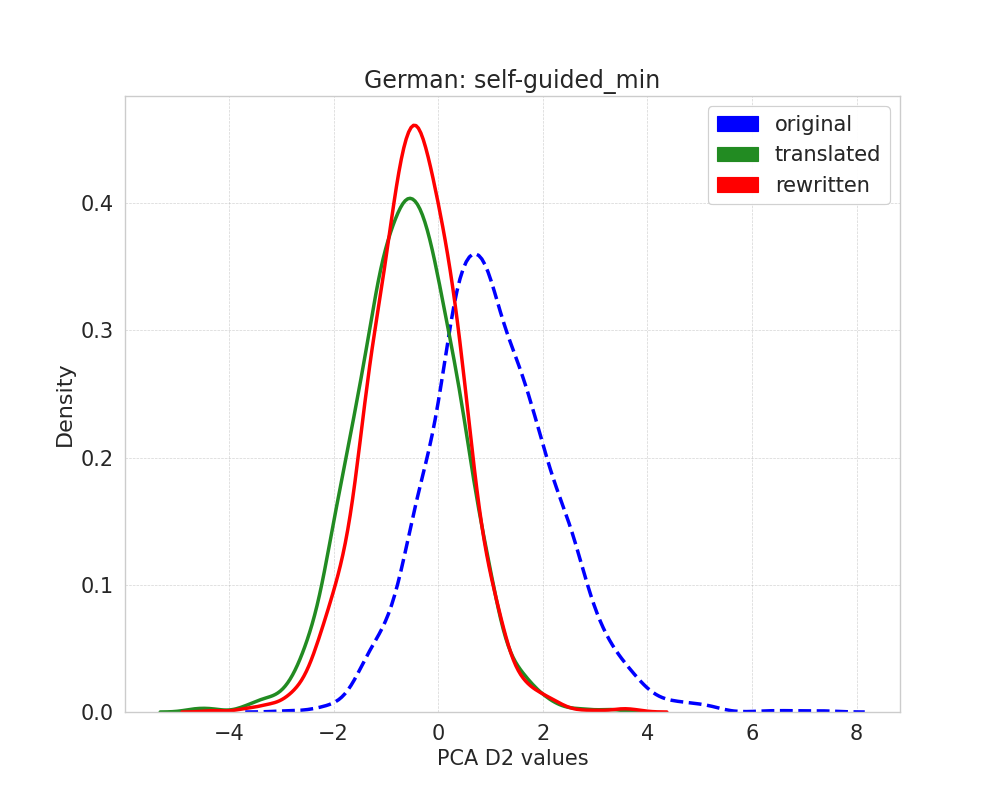 German: self-guided_min
original
translated
rewritten
Density
0.4
0.3
0.2
0.1
0.0
−4
−2
0
2
4
6
8
PCA D2 values